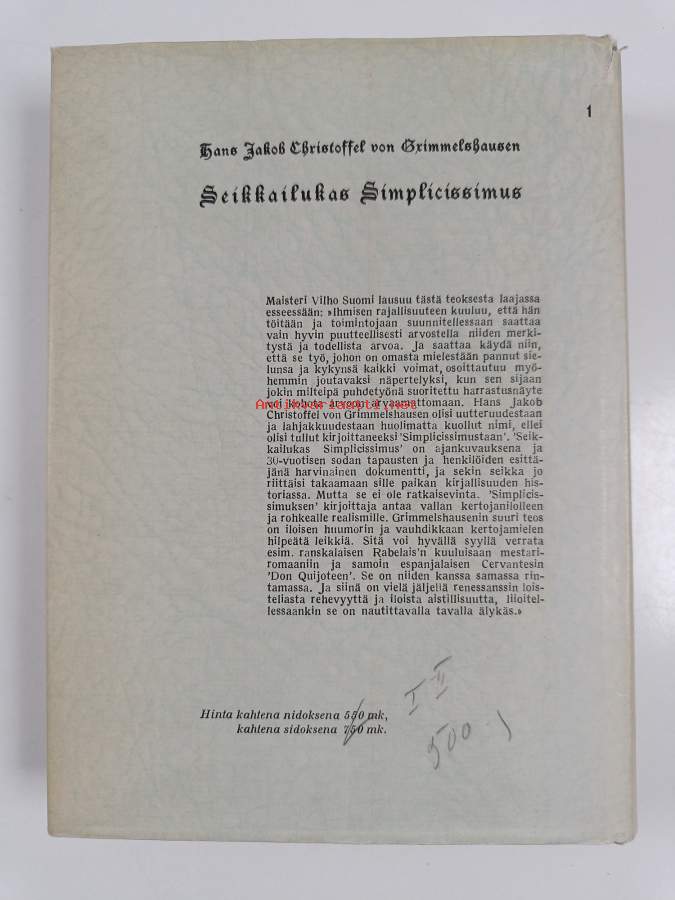 1
Hans Jakob Christoffel von Grimmelshausen
Seikkailukas Simplicissimus
Maisteri Vilho Suomi lausuu tästä teoksesta laajassa
esseessään: »Ihmisen rajallisuuteen kuuluu, että hän
töitään ja toimintojaan suunnitellessaan saattaa
vain hyvin puutteellisesti arvostella niiden merki-
tystä ja todellista arvoa. Ja saattaa käydä niin,
että se työ, johon on omasta mielestään pannut sie-
lunsa ja kykynsä kaikki voimat, osoittautuu myö-
hemmin joutavaksi näpertelyksi, kun sen sijaan
jokin milteipä puhdetyönä suoritettu harrastusnäyte
voi kohota arvoon arvaamattomaan. Hans Jakob
Antikvariaatti.net
Christoffel von Grimmelshausen olisi uutteruudestaan
ja lahjakkuudestaan huolimatta kuollut nimi, ellei
olisi tullut kirjoittaneeksi 'Simplicissimustaan'. 'Seik-
kailukas Simplicissimus' on ajankuvauksena ja
30-vuotisen sodan tapausten ja henkilöiden esittä-
jänä harvinainen dokumentti, ja sekin seikka jo
riittäisi takaamaan sille paikan kirjallisuuden his-
toriassa. Mutta se ei ole ratkaisevinta. 'Simplicis-
simuksen' kirjoittaja antaa vallan kertojanilolleen
ja rohkealle realismille. Grimmelshausenin suuri teos
on iloisen huumorin ja vauhdikkaan kertojamielen
hilpeätä leikkiä. Sitä voi hyvällä syyllä verrata
esim. ranskalaisen Rabelais'n kuuluisaan mestari-
romaaniin ja samoin espanjalaisen Cervantesin
'Don Quijoteen'. Se on niiden kanssa samassa rin-
tamassa. Ja siinä on vielä jäljellä renessanssin lois-
teliasta rehevyyttä ja iloista aistillisuutta, liioitel-
lessaankin se on nautittavalla tavalla älykäs.»
Hinta kahtena nidoksena 550 mk,
kahtena sidoksena 750 mk.
I II
500